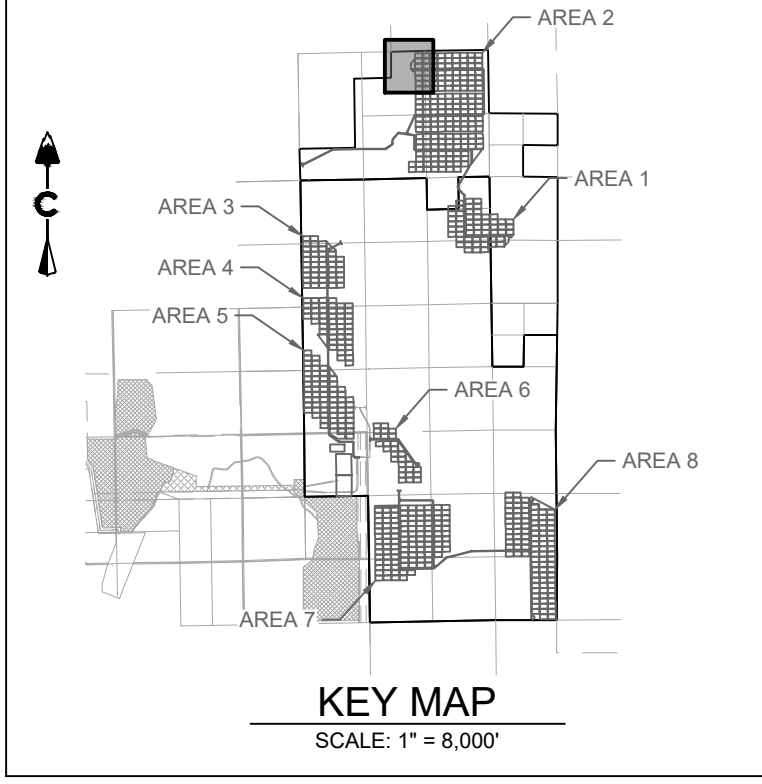 AREA 2
AREA 1
AREA 3
C
AREA 4
AREA 5
AREA 6
AREA 8
AREA 7
KEY MAP
SCALE: 1" = 8,000'